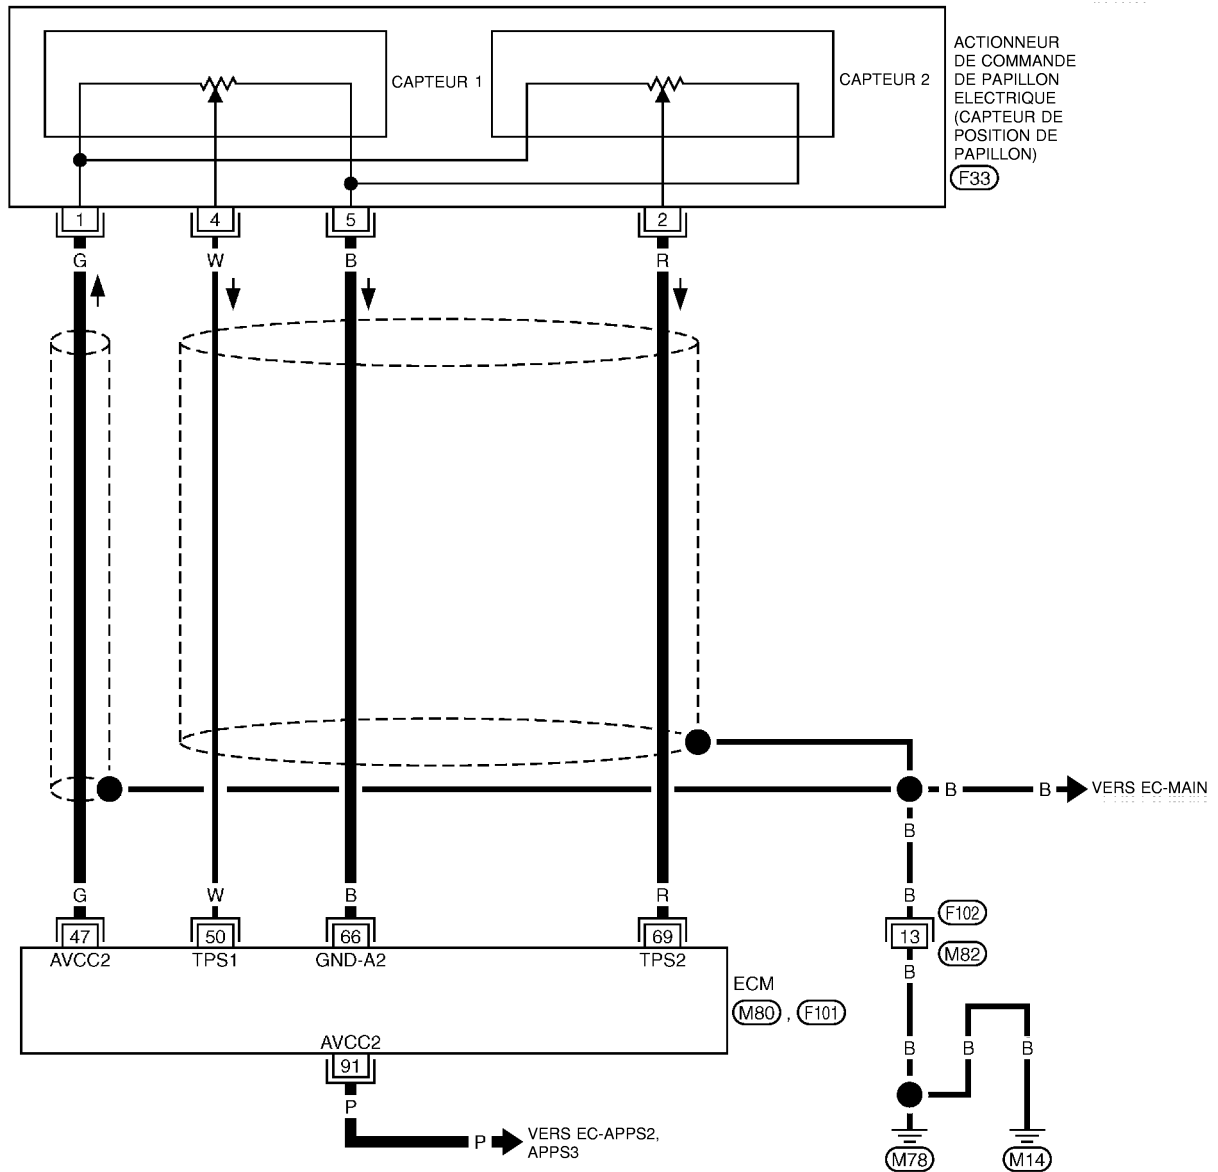 CAPTEUR 1
CAPTEUR 2
ACTIONNEUR
DE COMMANDE
DE PAPILLON
ELECTRIQUE
(CAPTEUR DE
POSITION DE
PAPILLON)
F33
1 4 5 2
G W B R
B B VERS EC-MAIN
B
G W B R B
F102
47 50 66 69 13
M82
AVCC2 TPS1 GND-A2 TPS2
B
ECM
M80 , F101
AVCC2
B B B
91
P
P VERS EC-APPS2,
APPS3
M78 M14